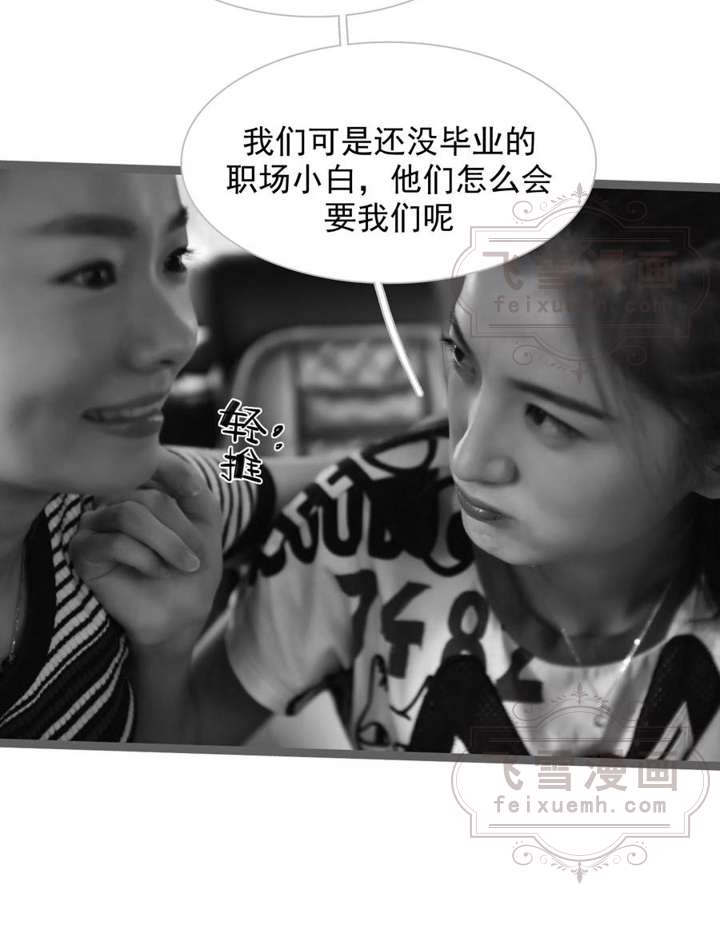 我们可是还没毕业的
职场小白，他们怎么会
要我们呢
飞雪漫画
feixuemh.com
轻
推
7482
飞雪漫画
feixuemh.com